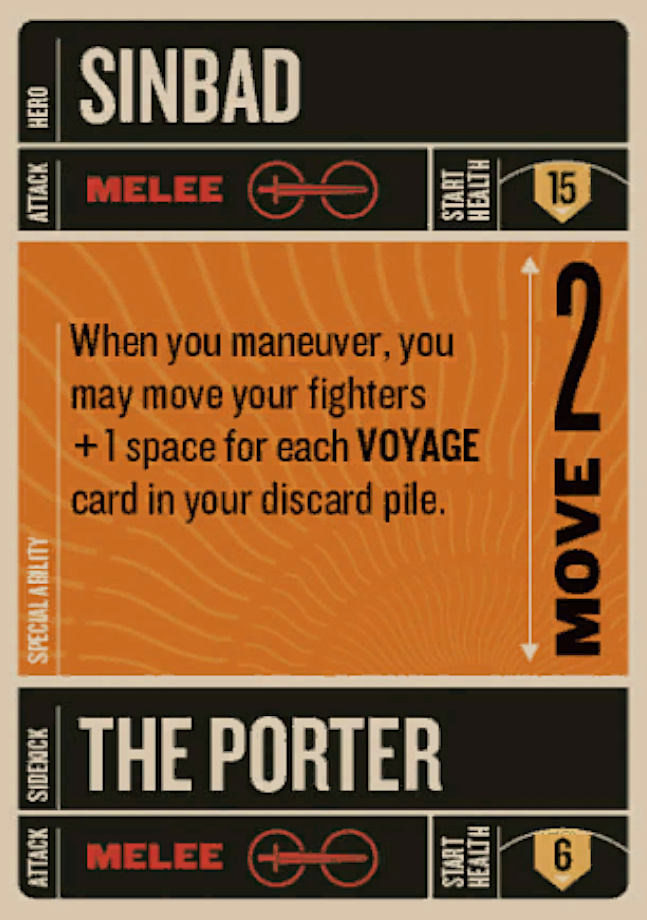 HERO
SINBAD
ATTACK
MELEE
START
HEALTH
15
When you maneuver, you
may move your fighters
+1 space for each VOYAGE
card in your discard pile.
SPECIAL ABILITY
MOVE 2
SIDEKICK
THE PORTER
ATTACK
MELEE
START
HEALTH
6